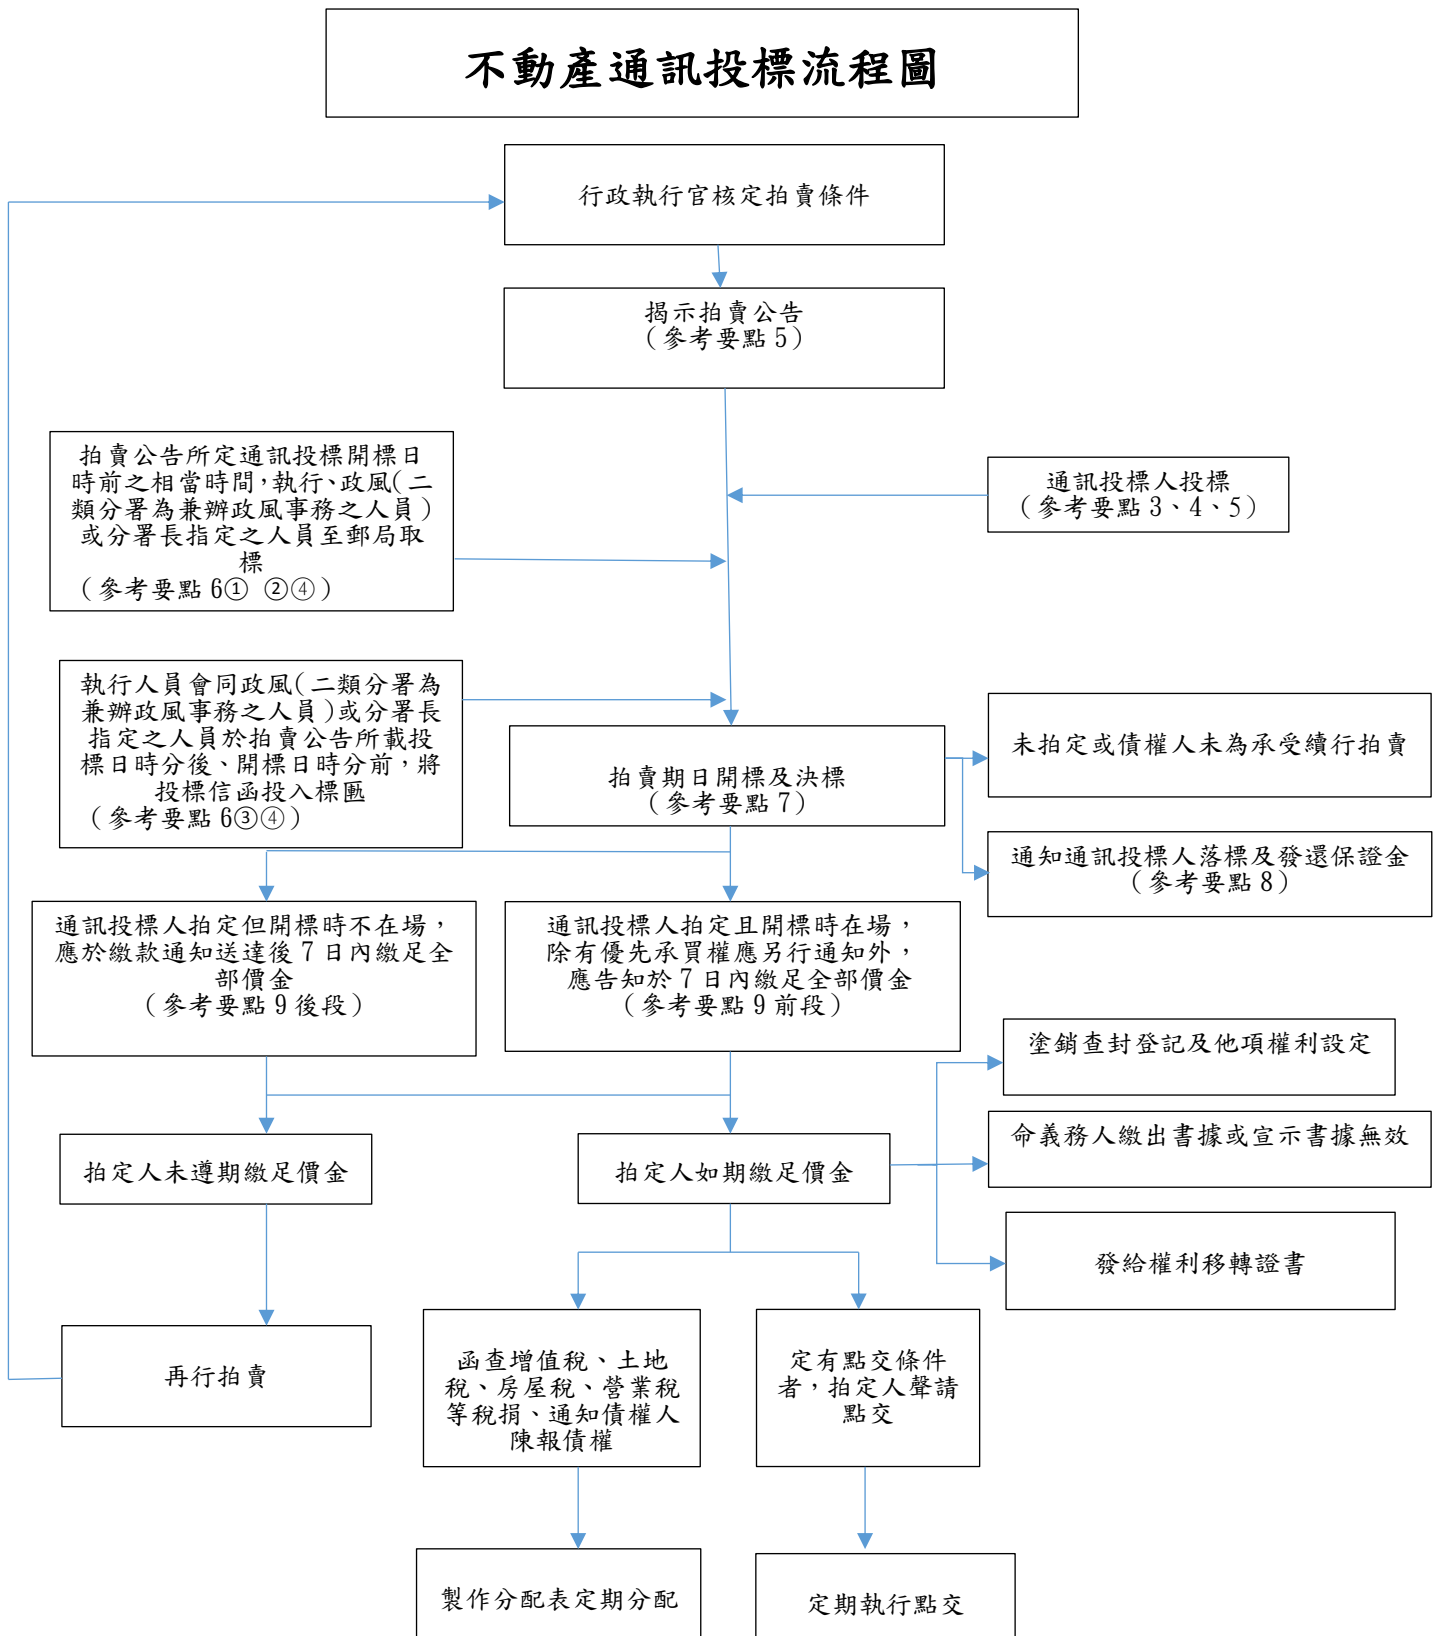 不動產通訊投標流程圖
行政執行官核定拍賣條件
揭示拍賣公告
（參考要點 5）
拍賣公告所定通訊投標開標日
時前之相當時間，執行、政風(二
類分署為兼辦政風事務之人員)
或分署長指定之人員至郵局取
標
（參考要點 6① ②④）
通訊投標人投標
（參考要點 3、4、5）
執行人員會同政風(二類分署為
兼辦政風事務之人員)或分署長
指定之人員於拍賣公告所載投
標日時分後、開標日時分前，將
投標信函投入標匭
（參考要點 6③④）
拍賣期日開標及決標
（參考要點 7）
未拍定或債權人未為承受續行拍賣
通知通訊投標人落標及發還保證金
（參考要點 8）
通訊投標人拍定但開標時不在場，
應於繳款通知送達後 7 日內繳足全
部價金
（參考要點 9 後段）
通訊投標人拍定且開標時在場，
除有優先承買權應另行通知外，
應告知於 7 日內繳足全部價金
（參考要點 9 前段）
塗銷查封登記及他項權利設定
命義務人繳出書據或宣示書據無效
發給權利移轉證書
拍定人未遵期繳足價金
拍定人如期繳足價金
再行拍賣
函查增值稅、土地
稅、房屋稅、營業稅
等稅捐、通知債權人
陳報債權
定有點交條件
者，拍定人聲請
點交
製作分配表定期分配
定期執行點交